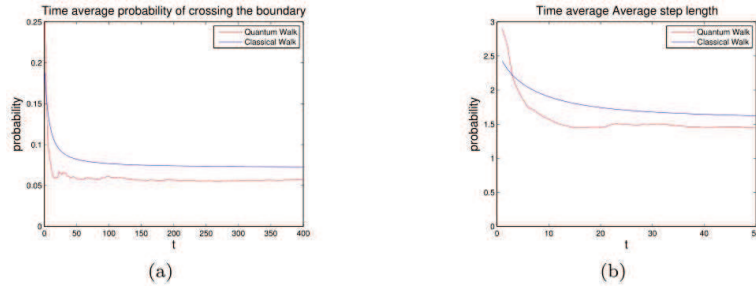 Time average probability of crossing the boundary
0.25
0.2
0.15
0.1
0.05
0
probability
Quantum Walk
Classical Walk
0 50 100 150 200 250 300 350 400
t
(a)
Time average Average step length
3
2.5
2
1.5
1
0.5
0
probability
Quantum Walk
Classical Walk
0 10 20 30 40 50
t
(b)